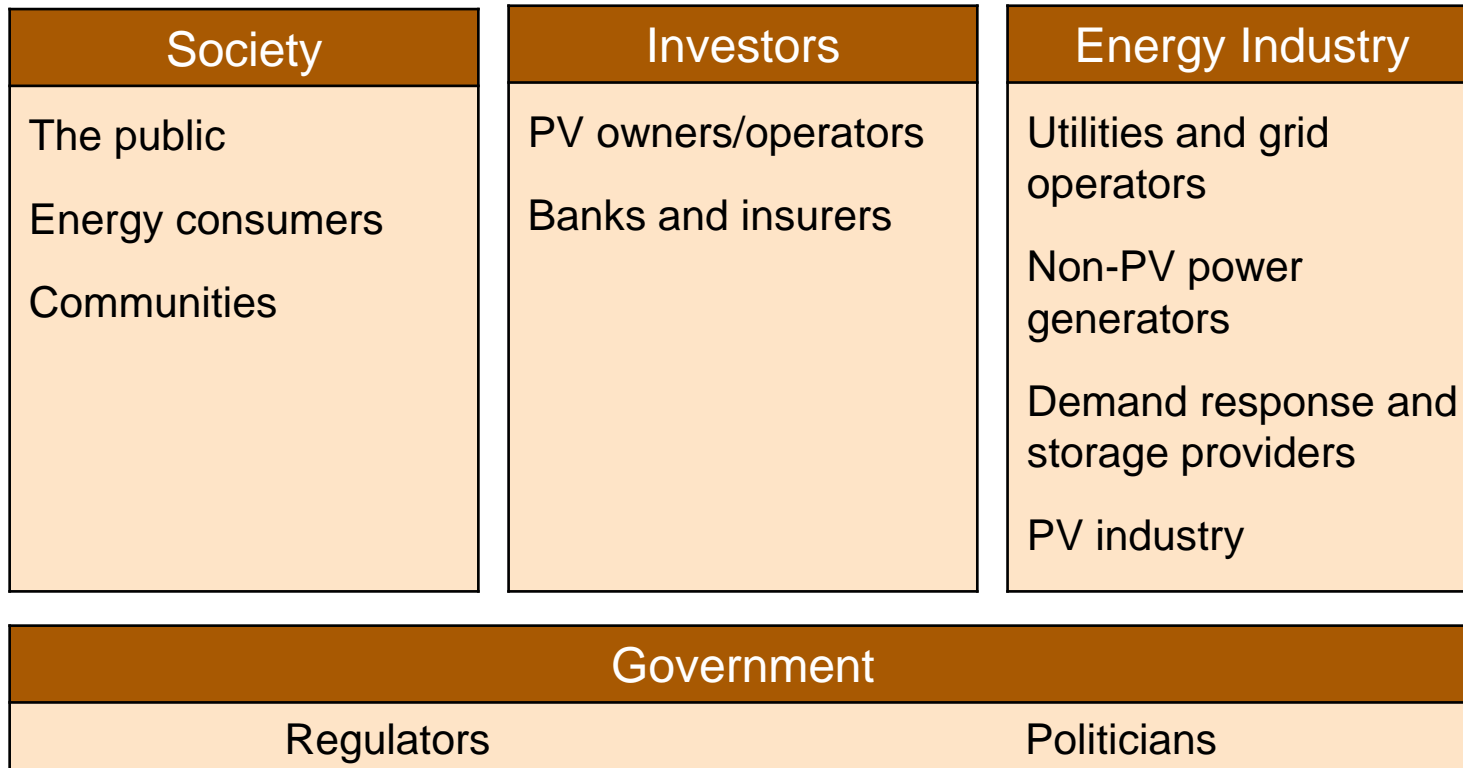 Society
The public
Energy consumers
Communities
Investors
PV owners/operators
Banks and insurers
Energy Industry
Utilities and grid
operators
Non-PV power
generators
Demand response and
storage providers
PV industry
Government
Regulators
Politicians